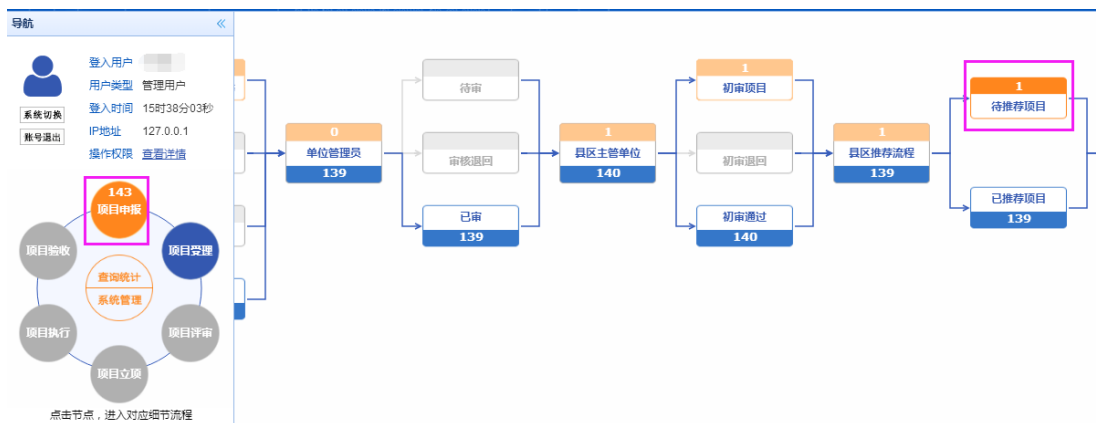 导航
登入用户
用户类型 管理用户
登入时间 15时38分03秒
IP地址 127.0.0.1
操作权限 查看详情
系统切换
账号退出
143
项目申报
项目验收
项目受理
查询统计
系统管理
项目执行
项目评审
项目立项
点击节点，进入对应细节流程
0
单位管理员
139
待审
审核退回
已审
139
1
县区主管单位
140
1
初审项目
初审退回
初审通过
140
1
县区推荐流程
139
1
待推荐项目
已推荐项目
139